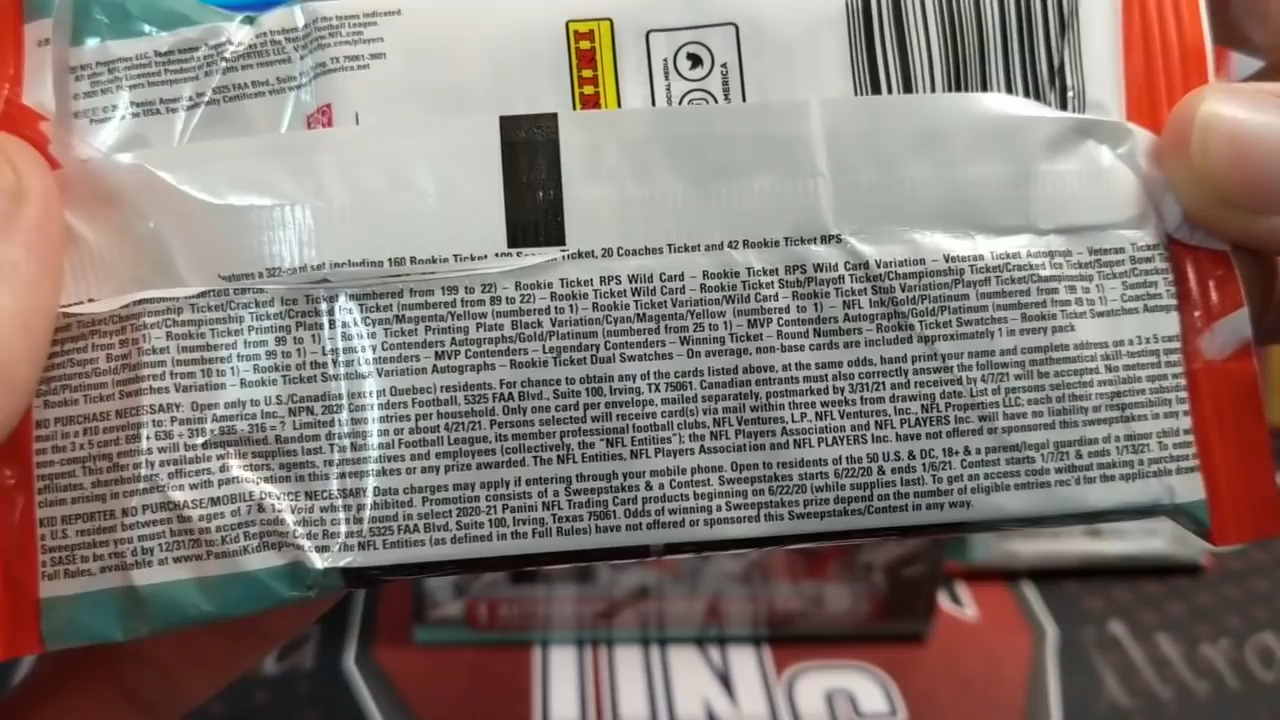 NFL Properties LLC. Team names/logos are trademarks of the teams indicated.
All other NFL-related trademarks are trademarks of the National Football League.
Officially Licensed Product of NFL PROPERTIES LLC. Visit www.NFL.com
© 2020 NFL Players Incorporated. All rights are reserved.
Panini America, Inc. 5325 FAA Blvd., Suite TX 75061-3601
the USA. For Certificate visit
PANINI
SOCIAL MEDIA
AMERICA
features a 322-card set including 160 Rookie Ticket, 100 Season Ticket, 20 Coaches Ticket and 42 Rookie Ticket RPS
inserted cards.
Ticket/Championship Ticket/Cracked Ice Ticket (numbered from 199 to 22) – Rookie Ticket RPS Wild Card – Rookie Ticket RPS Wild Card Variation – Veteran Ticket Autograph – Veteran Ticket
Ticket/Championship Ticket/Cracked Ice Ticket (numbered from 89 to 22) – Rookie Ticket Wild Card – Rookie Ticket Stub/Playoff Ticket/Championship Ticket/Cracked Ice Ticket/Super Bowl
from 99 to 1) – Rookie Ticket Printing Plate Black/Cyan/Magenta/Yellow (numbered to 1) – Rookie Ticket Variation/Wild Card – Rookie Ticket Stub Variation/Playoff Ticket/Championship Ticket/Cracked
Ticket/Super Bowl Ticket (numbered from 99 to 1) – Rookie Ticket Printing Plate Black Variation/Cyan/Magenta/Yellow (numbered to 1) – NFL Ink/Gold/Platinum (numbered from 199 to 1) – Sunday
(numbered from 99 to 1) – Legendary Contenders Autographs/Gold/Platinum (numbered from 25 to 1) – MVP Contenders Autographs/Gold/Platinum (numbered from 49 to 1) – Coaches
Gold/Platinum (numbered from 10 to 1) – Rookie of the Year Contenders – MVP Contenders – Legendary Contenders – Winning Ticket – Round Numbers – Rookie Ticket Swatches – Rookie Ticket Swatches
– Rookie Ticket Swatches Variation – Rookie Ticket Swatches Variation Autographs – Rookie Ticket Dual Swatches – On average, non-base cards are included approximately 1 in every pack
NO PURCHASE NECESSARY: Open only to U.S./Canadian (except Quebec) residents. For chance to obtain any of the cards listed above, at the same odds, hand print your name and complete address on a 3 x 5 card
mail in a #10 envelope to: Panini America Inc., NPN, 2020 Contenders Football, 5325 FAA Blvd., Suite 100, Irving, TX 75061. Canadian entrants must also correctly answer the following mathematical skill-testing
on the 3 x 5 card: 699 + 636 ÷ 318 x 935 - 316 = ? Limited to two entries per household. Only one card per envelope, mailed separately, postmarked by 3/31/21 and received by 4/7/21 will be accepted. No metered
non-complying entries will be disqualified. Random drawings on or about 4/21/21. Persons selected will receive card(s) via mail within three weeks from drawing date. List of persons selected available upon
request. This offer only available while supplies last. The National Football League, its member professional football clubs, NFL Ventures, L.P., NFL Ventures, Inc., NFL Properties LLC; each of their respective
affiliates, shareholders, officers, directors, agents, representatives and employees (collectively, the "NFL Entities"); the NFL Players Association and NFL PLAYERS Inc. will have no liability or responsibility for
claim arising in connection with participation in this sweepstakes or any prize awarded. The NFL Entities, NFL Players Association and NFL PLAYERS Inc. have not offered or sponsored this sweepstakes in any
KID REPORTER. NO PURCHASE/MOBILE DEVICE NECESSARY. Data charges may apply if entering through your mobile phone. Open to residents of the 50 U.S. & DC, 18+ & a parent/legal guardian of a minor child
a U.S. resident between the ages of 7 & 13. Void where prohibited. Promotion consists of a Sweepstakes & a Contest. Sweepstakes starts 6/22/20 & ends 1/6/21. Contest starts 1/7/21 & ends 1/13/21. To enter
Sweepstakes you must have an access code, which can be found in select 2020-21 Panini NFL Trading Card products beginning on 6/22/20 (while supplies last). To get an access code without making a purchase
a SASE to be rec'd by 12/31/20 to: Kid Reporter Code Request, 5325 FAA Blvd, Suite 100, Irving, Texas 75061. Odds of winning a Sweepstakes prize depend on the number of eligible entries rec'd for the applicable
Full Rules, available at www.PaniniKidReporter.com. The NFL Entities (as defined in the Full Rules) have not offered or sponsored this Sweepstakes/Contest in any way.